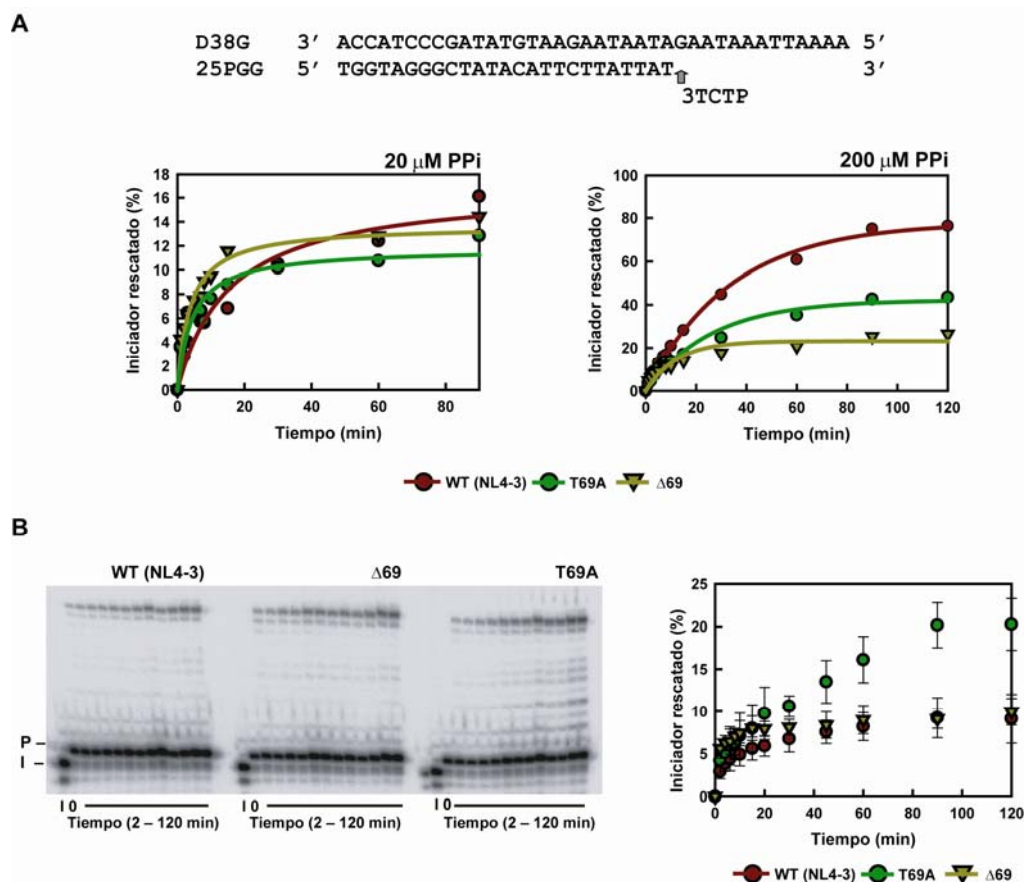 A
D38G 3′ ACCATCCCGATATGTAAGAATAATAGAATAAATTAAAA 5′
25PGG 5′ TGGTAGGGCTATACATTCTTATTAT 3′
3TCTP
20 μM PPi
Iniciador rescatado (%)
18
16
14
12
10
8
6
4
2
0
0 20 40 60 80
Tiempo (min)
200 μM PPi
Iniciador rescatado (%)
100
80
60
40
20
0
0 20 40 60 80 100 120
Tiempo (min)
WT (NL4-3) T69A Δ69
B
WT (NL4-3) Δ69 T69A
P
I
I 0 I 0 I 0
Tiempo (2 – 120 min) Tiempo (2 – 120 min) Tiempo (2 – 120 min)
Iniciador rescatado (%)
25
20
15
10
5
0
0 20 40 60 80 100 120
Tiempo (min)
WT (NL4-3) T69A Δ69